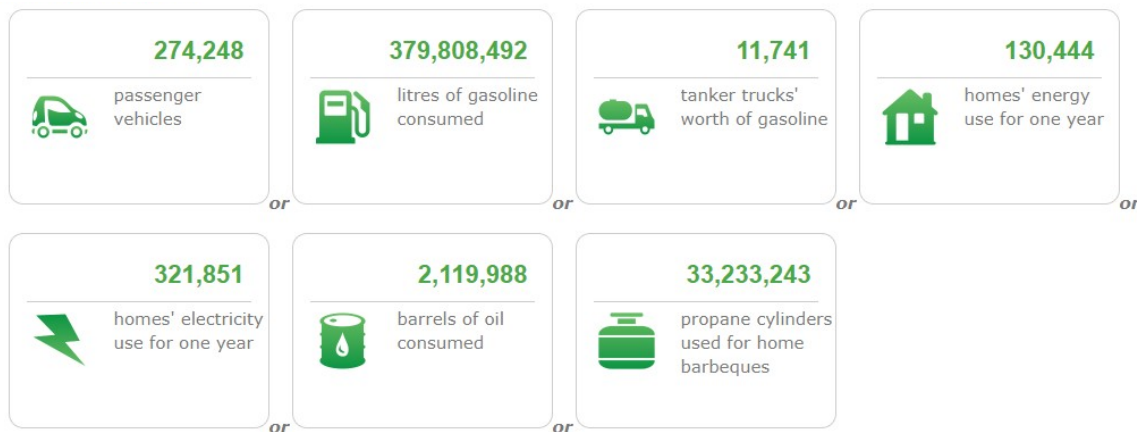 274,248
passenger
vehicles
or
379,808,492
litres of gasoline
consumed
or
11,741
tanker trucks'
worth of gasoline
or
130,444
homes' energy
use for one year
or
321,851
homes' electricity
use for one year
or
2,119,988
barrels of oil
consumed
or
33,233,243
propane cylinders
used for home
barbeques